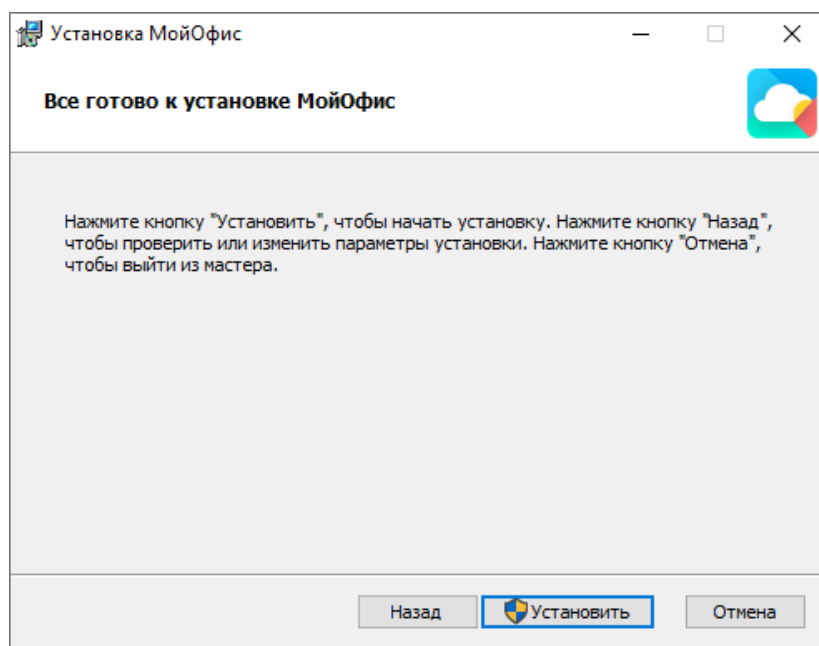 Установка МойОфис
Все готово к установке МойОфис
Нажмите кнопку "Установить", чтобы начать установку. Нажмите кнопку "Назад",
чтобы проверить или изменить параметры установки. Нажмите кнопку "Отмена",
чтобы выйти из мастера.
Назад
Установить
Отмена